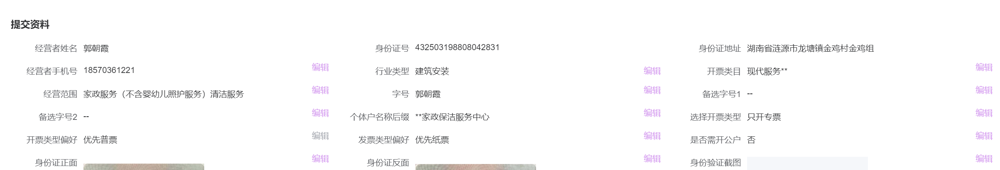 提交资料
经营者姓名 郭朝霞 身份证号 432503198808042831 身份证地址 湖南省涟源市龙塘镇金鸡村金鸡组
经营者手机号 18570361221 编辑 行业类型 建筑安装 编辑 开票类目 现代服务** 编辑
经营范围 家政服务（不含婴幼儿照护服务）清洁服务 编辑 字号 郭朝霞 编辑 备选字号1 -- 编辑
备选字号2 -- 编辑 个体户名称后缀 **家政保洁服务中心 编辑 选择开票类型 只开专票 编辑
开票类型偏好 优先普票 编辑 发票类型偏好 优先纸票 编辑 是否需开公户 否 编辑
身份证正面 编辑 身份证反面 编辑 身份验证截图 编辑